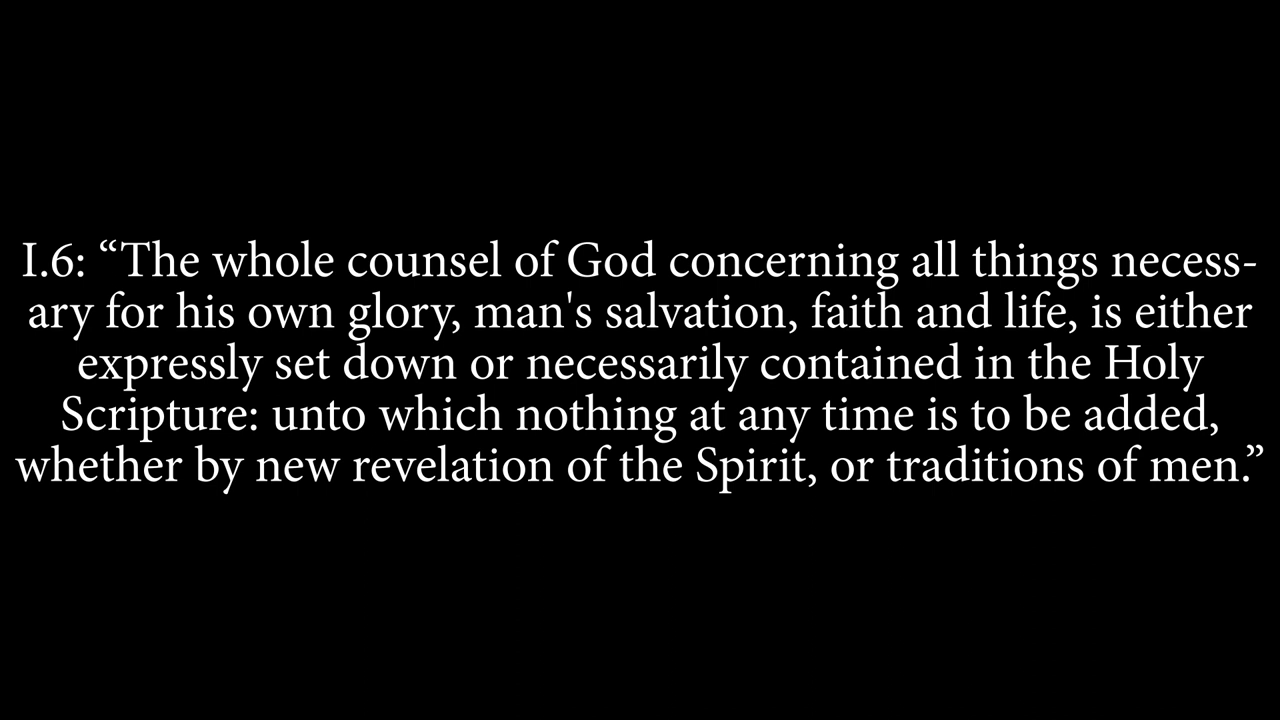 I.6: “The whole counsel of God concerning all things necess-
ary for his own glory, man's salvation, faith and life, is either
expressly set down or necessarily contained in the Holy
Scripture: unto which nothing at any time is to be added,
whether by new revelation of the Spirit, or traditions of men.”